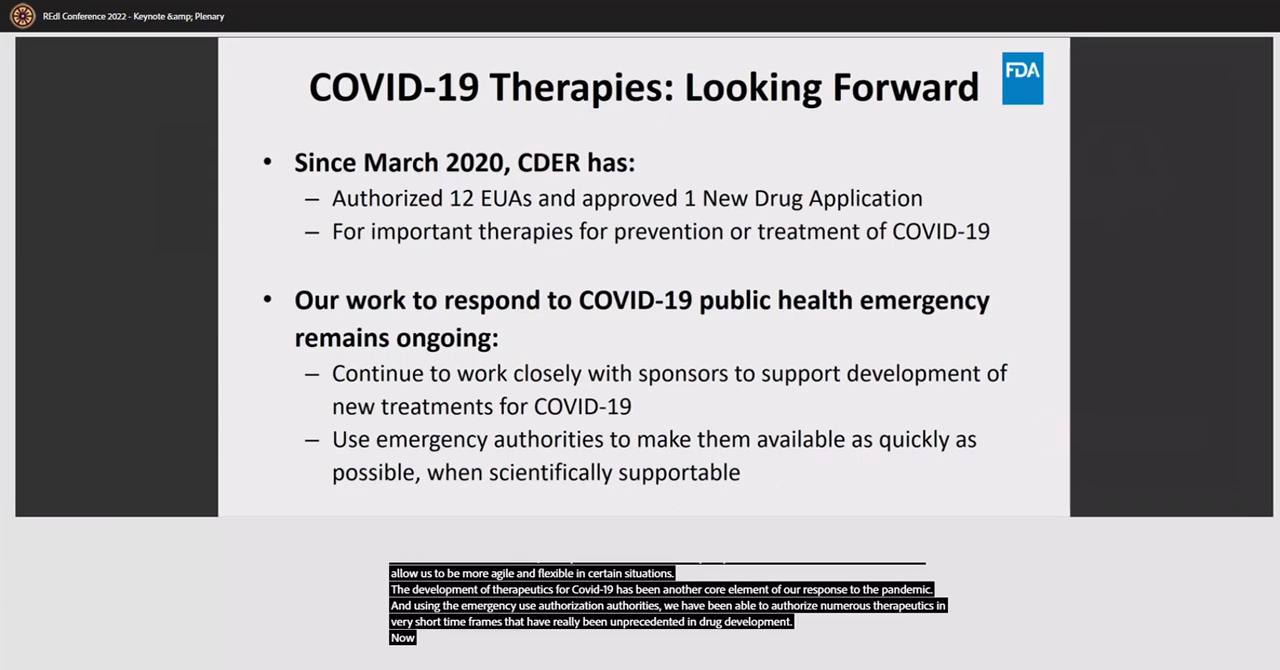 REdI Conference 2022 - Keynote &amp; Plenary
COVID-19 Therapies: Looking Forward
FDA
• Since March 2020, CDER has:
– Authorized 12 EUAs and approved 1 New Drug Application
– For important therapies for prevention or treatment of COVID-19
• Our work to respond to COVID-19 public health emergency
remains ongoing:
– Continue to work closely with sponsors to support development of
new treatments for COVID-19
– Use emergency authorities to make them available as quickly as
possible, when scientifically supportable
allow us to be more agile and flexible in certain situations.
The development of therapeutics for Covid-19 has been another core element of our response to the pandemic.
And using the emergency use authorization authorities, we have been able to authorize numerous therapeutics in
very short time frames that have really been unprecedented in drug development.
Now